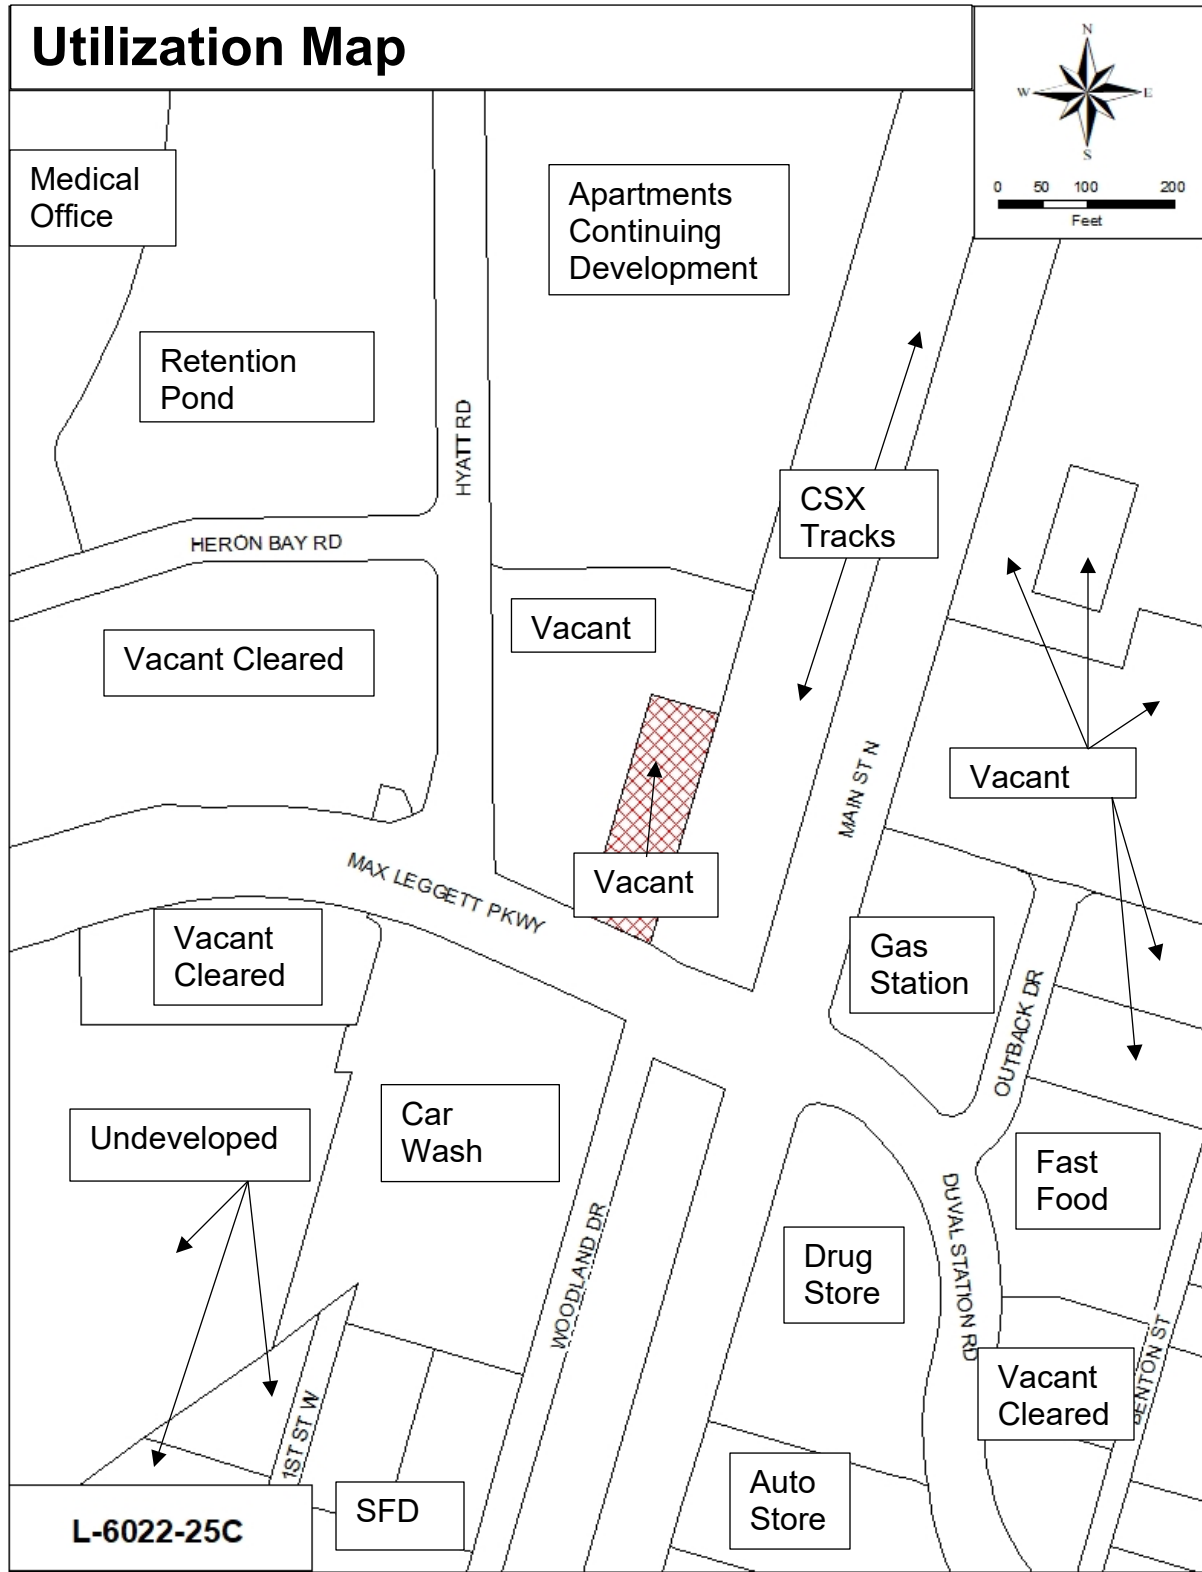 Utilization Map
N
W E
S
0 50 100 200
Feet
Medical
Office
Apartments
Continuing
Development
Retention
Pond
HYATT RD
CSX
Tracks
HERON BAY RD
Vacant
Vacant Cleared
MAIN ST N
Vacant
MAX LEGGETT PKWY
Vacant
Vacant
Cleared
Gas
Station
OUTBACK DR
Car
Wash
Undeveloped
Fast
Food
WOODLAND DR
DUVAL STATION RD
Drug
Store
BENTON ST
Vacant
Cleared
1ST ST W
SFD
Auto
Store
L-6022-25C